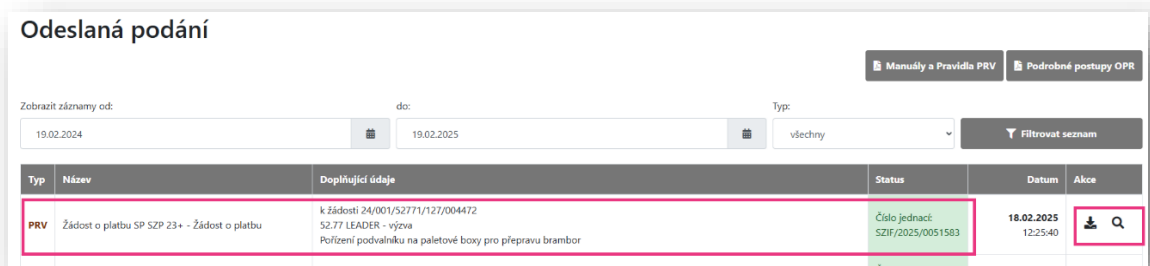 Odeslaná podání
Manuály a Pravidla PRV
Podrobné postupy OPR
Zobrazit záznamy od:
do:
Typ:
19.02.2024
19.02.2025
všechny
Filtrovat seznam
Typ
Název
Doplňující údaje
Status
Datum
Akce
PRV
Žádost o platbu SP SZP 23+ - Žádost o platbu
k žádosti 24/001/52771/127/004472
52.77 LEADER - výzva
Pořízení podvalníku na paletové boxy pro přepravu brambor
Číslo jednací:
SZIF/2025/0051583
18.02.2025
12:25:40